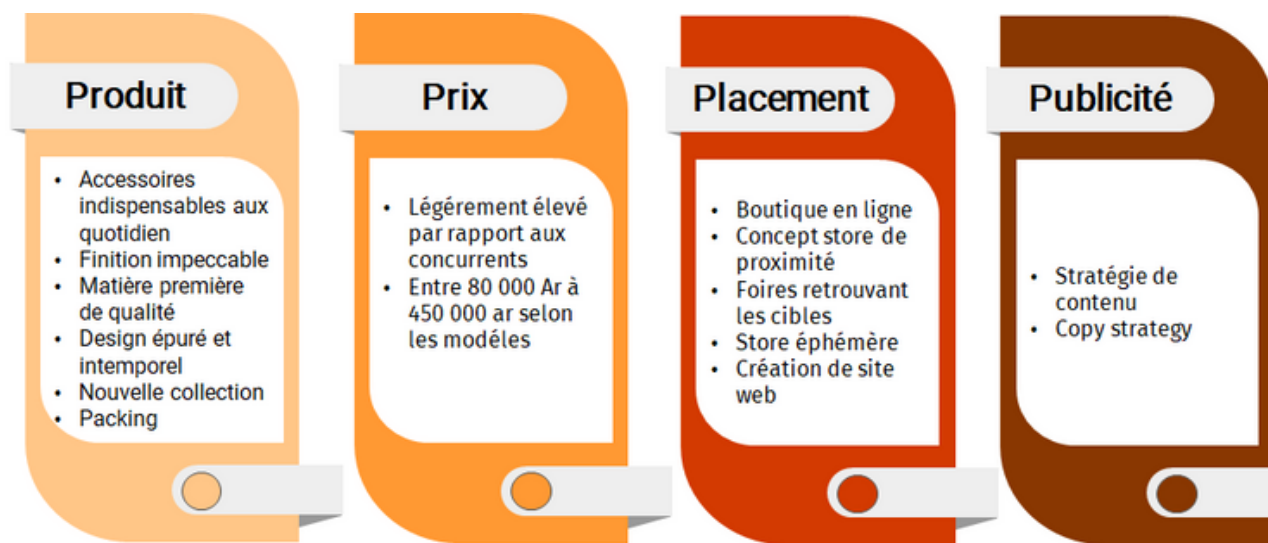 Produit
• Accessoires
indispensables aux
quotidien
• Finition impeccable
• Matière première
de qualité
• Design épuré et
intemporel
• Nouvelle collection
• Packing
Prix
• Légérement élevé
par rapport aux
concurrents
• Entre 80 000 Ar à
450 000 ar selon
les modéles
Placement
• Boutique en ligne
• Concept store de
proximité
• Foires retrouvant
les cibles
• Store éphémère
• Création de site
web
Publicité
• Stratégie de
contenu
• Copy strategy